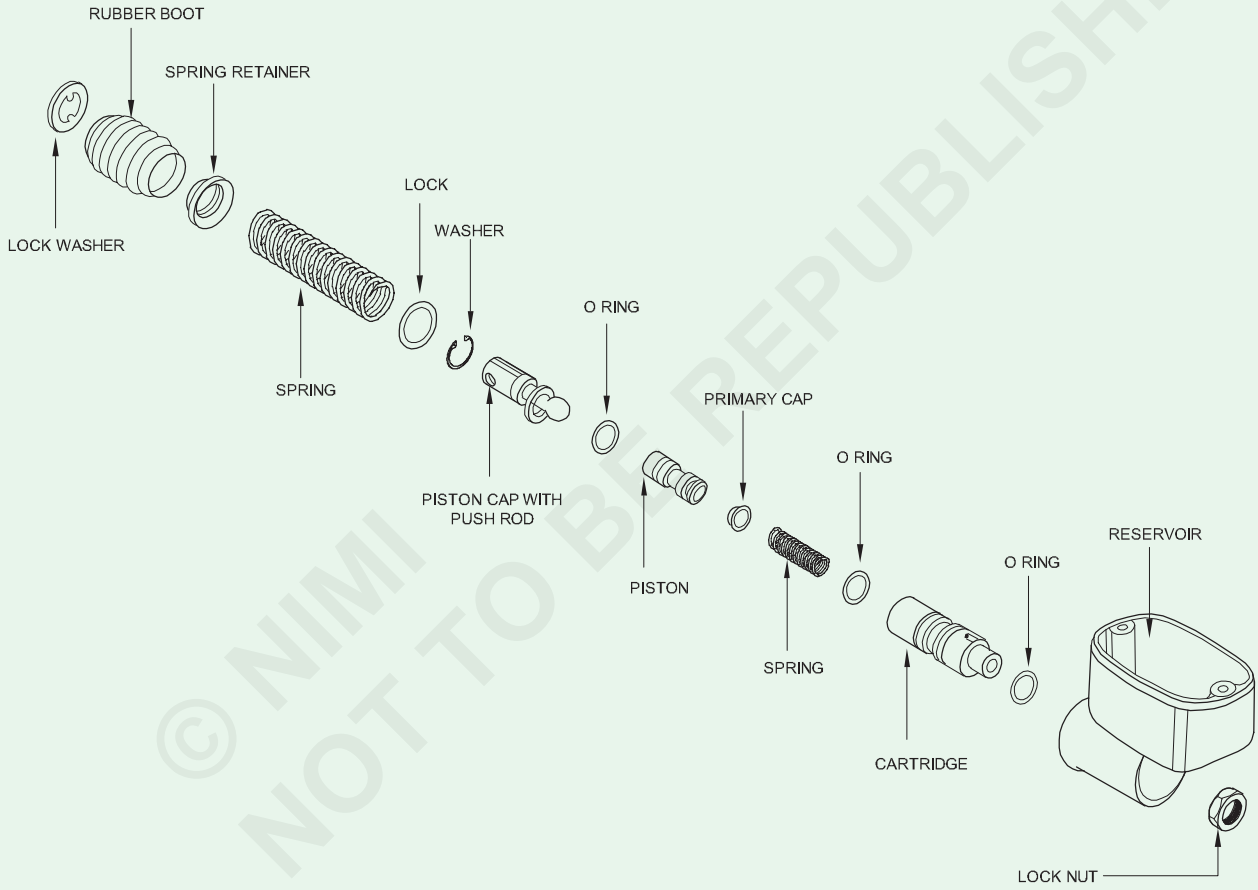 RUBBER BOOT
SPRING RETAINER
LOCK WASHER
LOCK
WASHER
SPRING
O RING
PISTON CAP WITH
PUSH ROD
PRIMARY CAP
PISTON
O RING
SPRING
O RING
RESERVOIR
CARTRIDGE
LOCK NUT
© NIMI
NOT TO BE REPUBLISHE